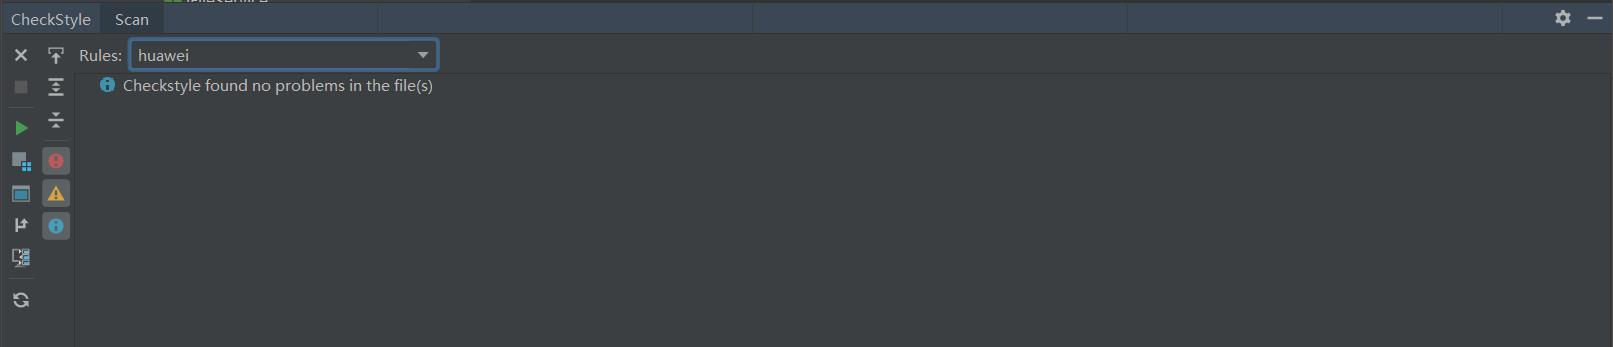 CheckStyle Scan
Rules: huawei
Checkstyle found no problems in the file(s)